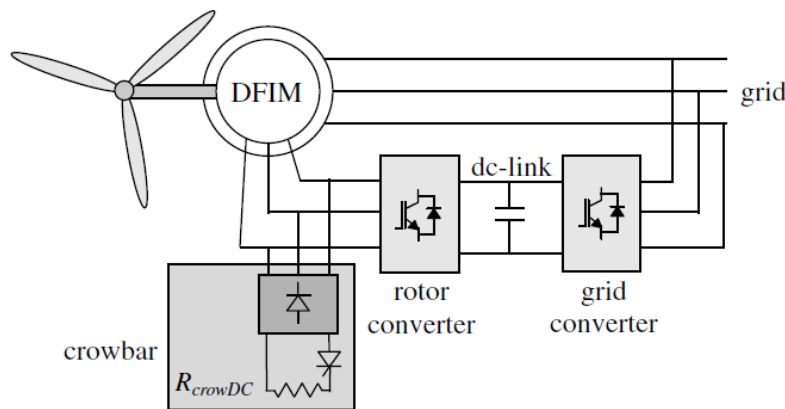 DFIM
grid
dc-link
rotor
converter
grid
converter
crowbar
R_crowDC